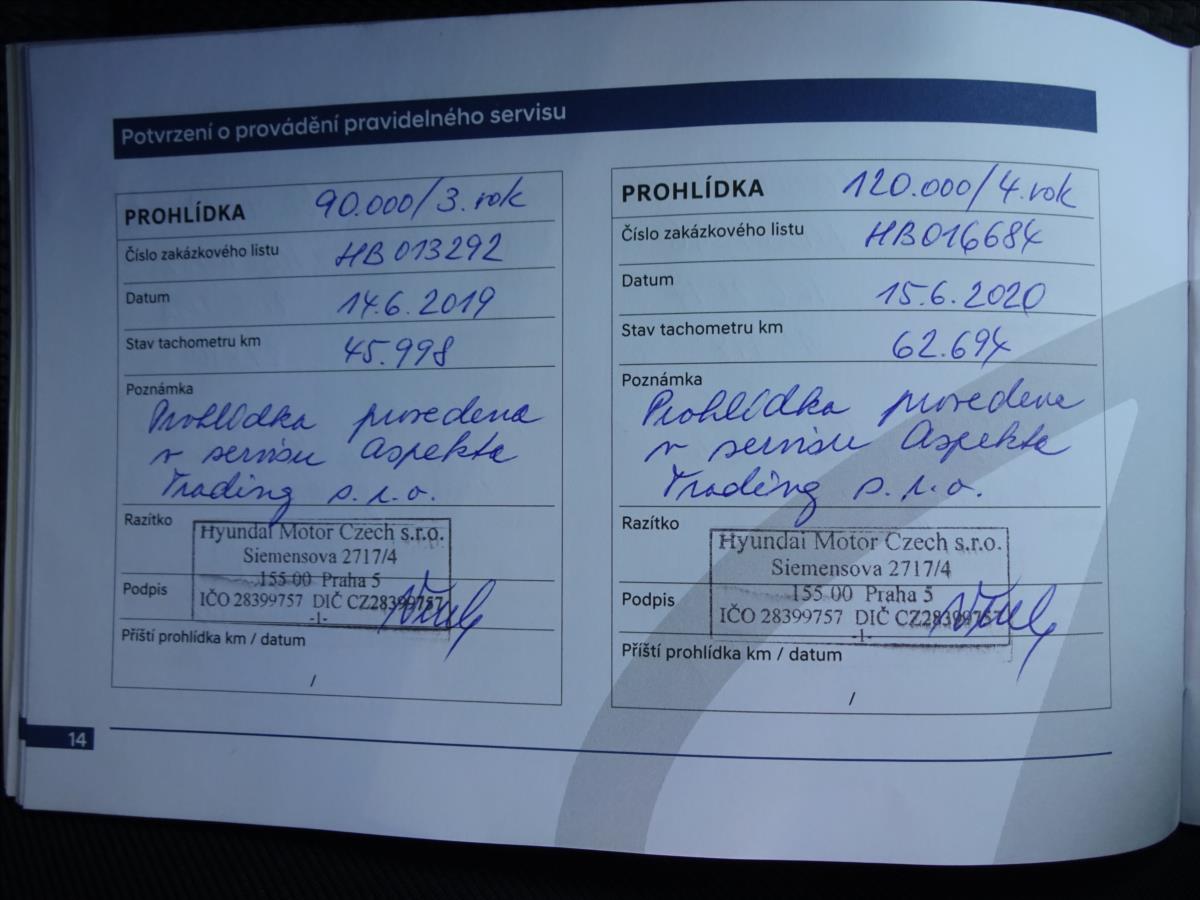 Potvrzení o provádění pravidelného servisu
PROHLÍDKA 90.000/3. rok
Číslo zakázkového listu HB013292
Datum 14.6.2019
Stav tachometru km 45.998
Poznámka
Prohlídka provedena
v servisu Aspekta
Trading s.r.o.
Razítko
Hyundai Motor Czech s.r.o.
Siemensova 2717/4
155 00 Praha 5
IČO 28399757 DIČ CZ28399757
-1-
Podpis
Příští prohlídka km / datum
/
PROHLÍDKA 120.000/4. rok
Číslo zakázkového listu HB016684
Datum 15.6.2020
Stav tachometru km 62.694
Poznámka
Prohlídka provedena
v servisu Aspekta
Trading s.r.o.
Razítko
Hyundai Motor Czech s.r.o.
Siemensova 2717/4
155 00 Praha 5
IČO 28399757 DIČ CZ28399757
-1-
Podpis
Příští prohlídka km / datum
/
14